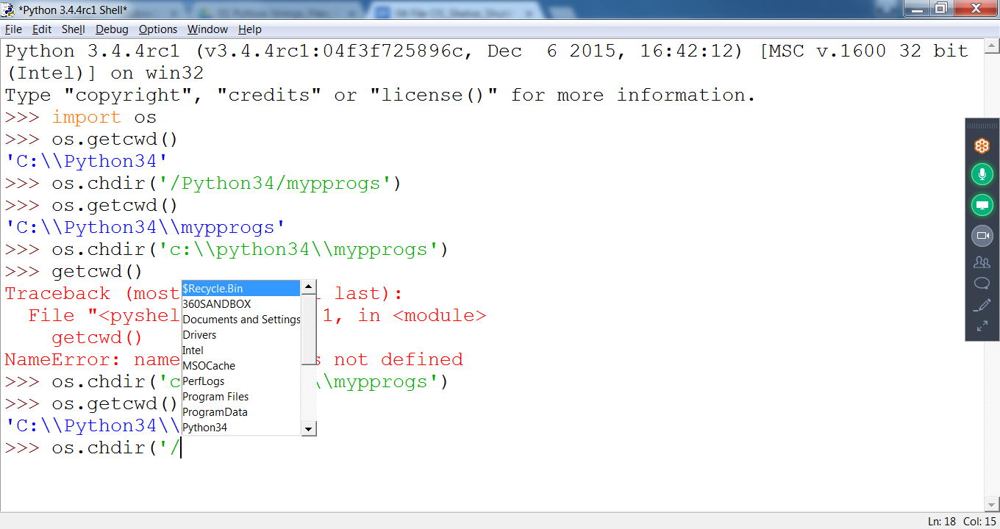 *Python 3.4.4rc1 Shell*
File Edit Shell Debug Options Window Help
Python 3.4.4rc1 (v3.4.4rc1:04f3f725896c, Dec  6 2015, 16:42:12) [MSC v.1600 32 bit
(Intel)] on win32
Type "copyright", "credits" or "license()" for more information.
>>> import os
>>> os.getcwd()
'C:\\Python34'
>>> os.chdir('/Python34/mypprogs')
>>> os.getcwd()
'C:\\Python34\\mypprogs'
>>> os.chdir('c:\\python34\\mypprogs')
>>> getcwd()
Traceback (most last):
File "<pyshel 1, in <module>
getcwd()
NameError: name s not defined
>>> os.chdir('c \\mypprogs')
>>> os.getcwd()
'C:\\Python34\\
>>> os.chdir('/
$Recycle.Bin
360SANDBOX
Documents and Settings
Drivers
Intel
MSOCache
PerfLogs
Program Files
ProgramData
Python34
Ln: 18 Col: 15